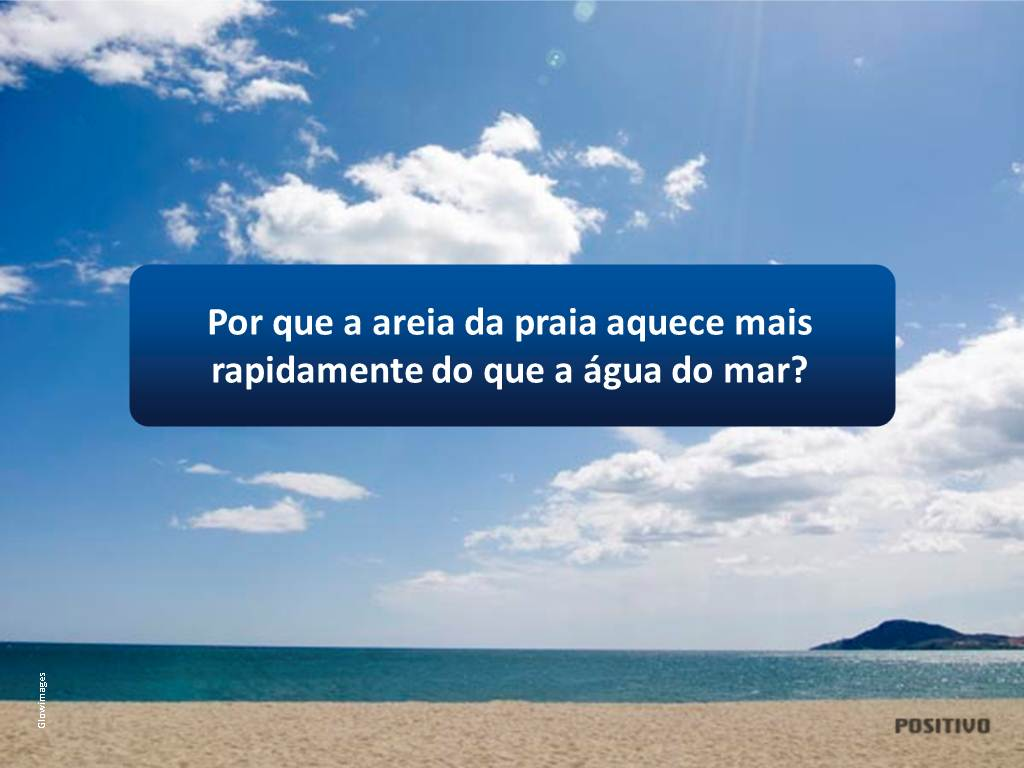 Por que a areia da praia aquece mais
rapidamente do que a água do mar?
Glowimages
POSITIVO